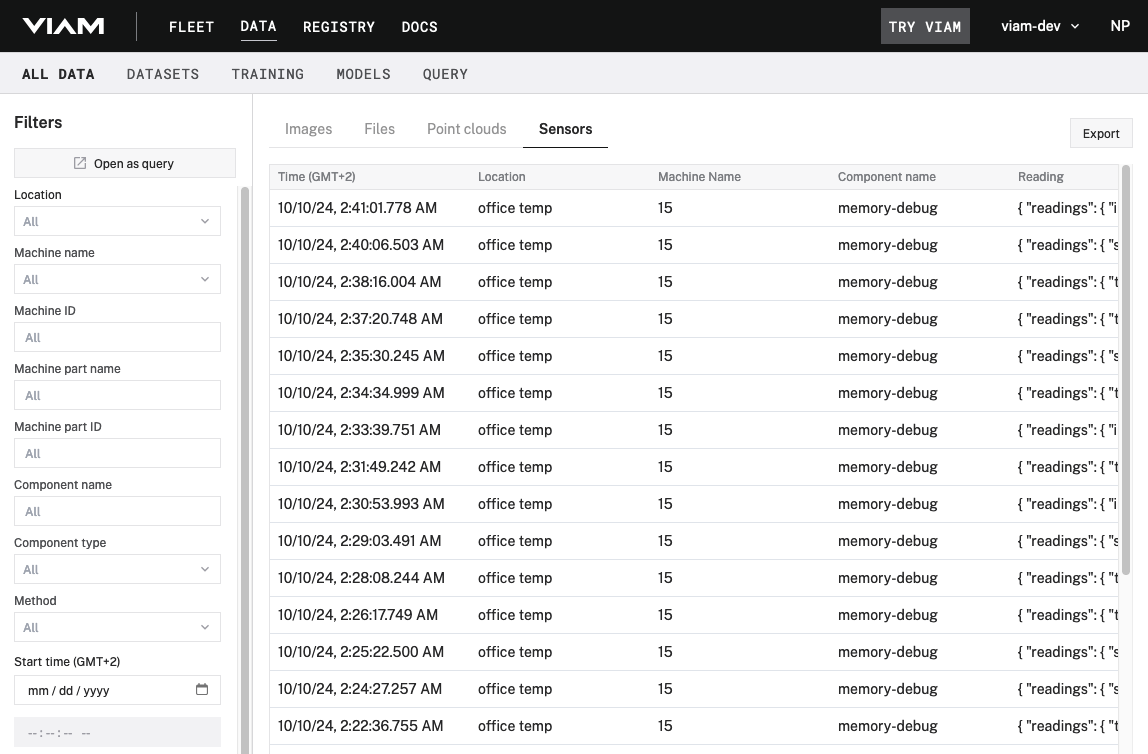 VIAM FLEET DATA REGISTRY DOCS TRY VIAM viam-dev NP
ALL DATA DATASETS TRAINING MODELS QUERY
Filters
Open as query
Location
All
Machine name
All
Machine ID
All
Machine part name
All
Machine part ID
All
Component name
All
Component type
All
Method
All
Start time (GMT+2)
mm / dd / yyyy
-- : -- : -- --
Images Files Point clouds Sensors
Export
Time (GMT+2) Location Machine Name Component name Reading
10/10/24, 2:41:01.778 AM office temp 15 memory-debug { "readings": { "i
10/10/24, 2:40:06.503 AM office temp 15 memory-debug { "readings": { "s
10/10/24, 2:38:16.004 AM office temp 15 memory-debug { "readings": { "t
10/10/24, 2:37:20.748 AM office temp 15 memory-debug { "readings": { "t
10/10/24, 2:35:30.245 AM office temp 15 memory-debug { "readings": { "s
10/10/24, 2:34:34.999 AM office temp 15 memory-debug { "readings": { "t
10/10/24, 2:33:39.751 AM office temp 15 memory-debug { "readings": { "i
10/10/24, 2:31:49.242 AM office temp 15 memory-debug { "readings": { "t
10/10/24, 2:30:53.993 AM office temp 15 memory-debug { "readings": { "i
10/10/24, 2:29:03.491 AM office temp 15 memory-debug { "readings": { "s
10/10/24, 2:28:08.244 AM office temp 15 memory-debug { "readings": { "t
10/10/24, 2:26:17.749 AM office temp 15 memory-debug { "readings": { "t
10/10/24, 2:25:22.500 AM office temp 15 memory-debug { "readings": { "s
10/10/24, 2:24:27.257 AM office temp 15 memory-debug { "readings": { "s
10/10/24, 2:22:36.755 AM office temp 15 memory-debug { "readings": { "t